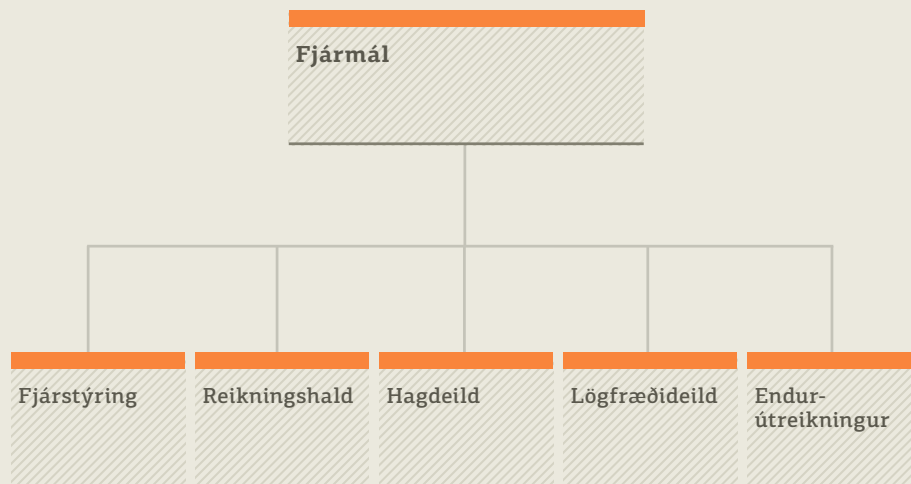 Fjármál
Fjárstýring
Reikningshald
Hagdeild
Lögfræðideild
Endur-
útreikningur